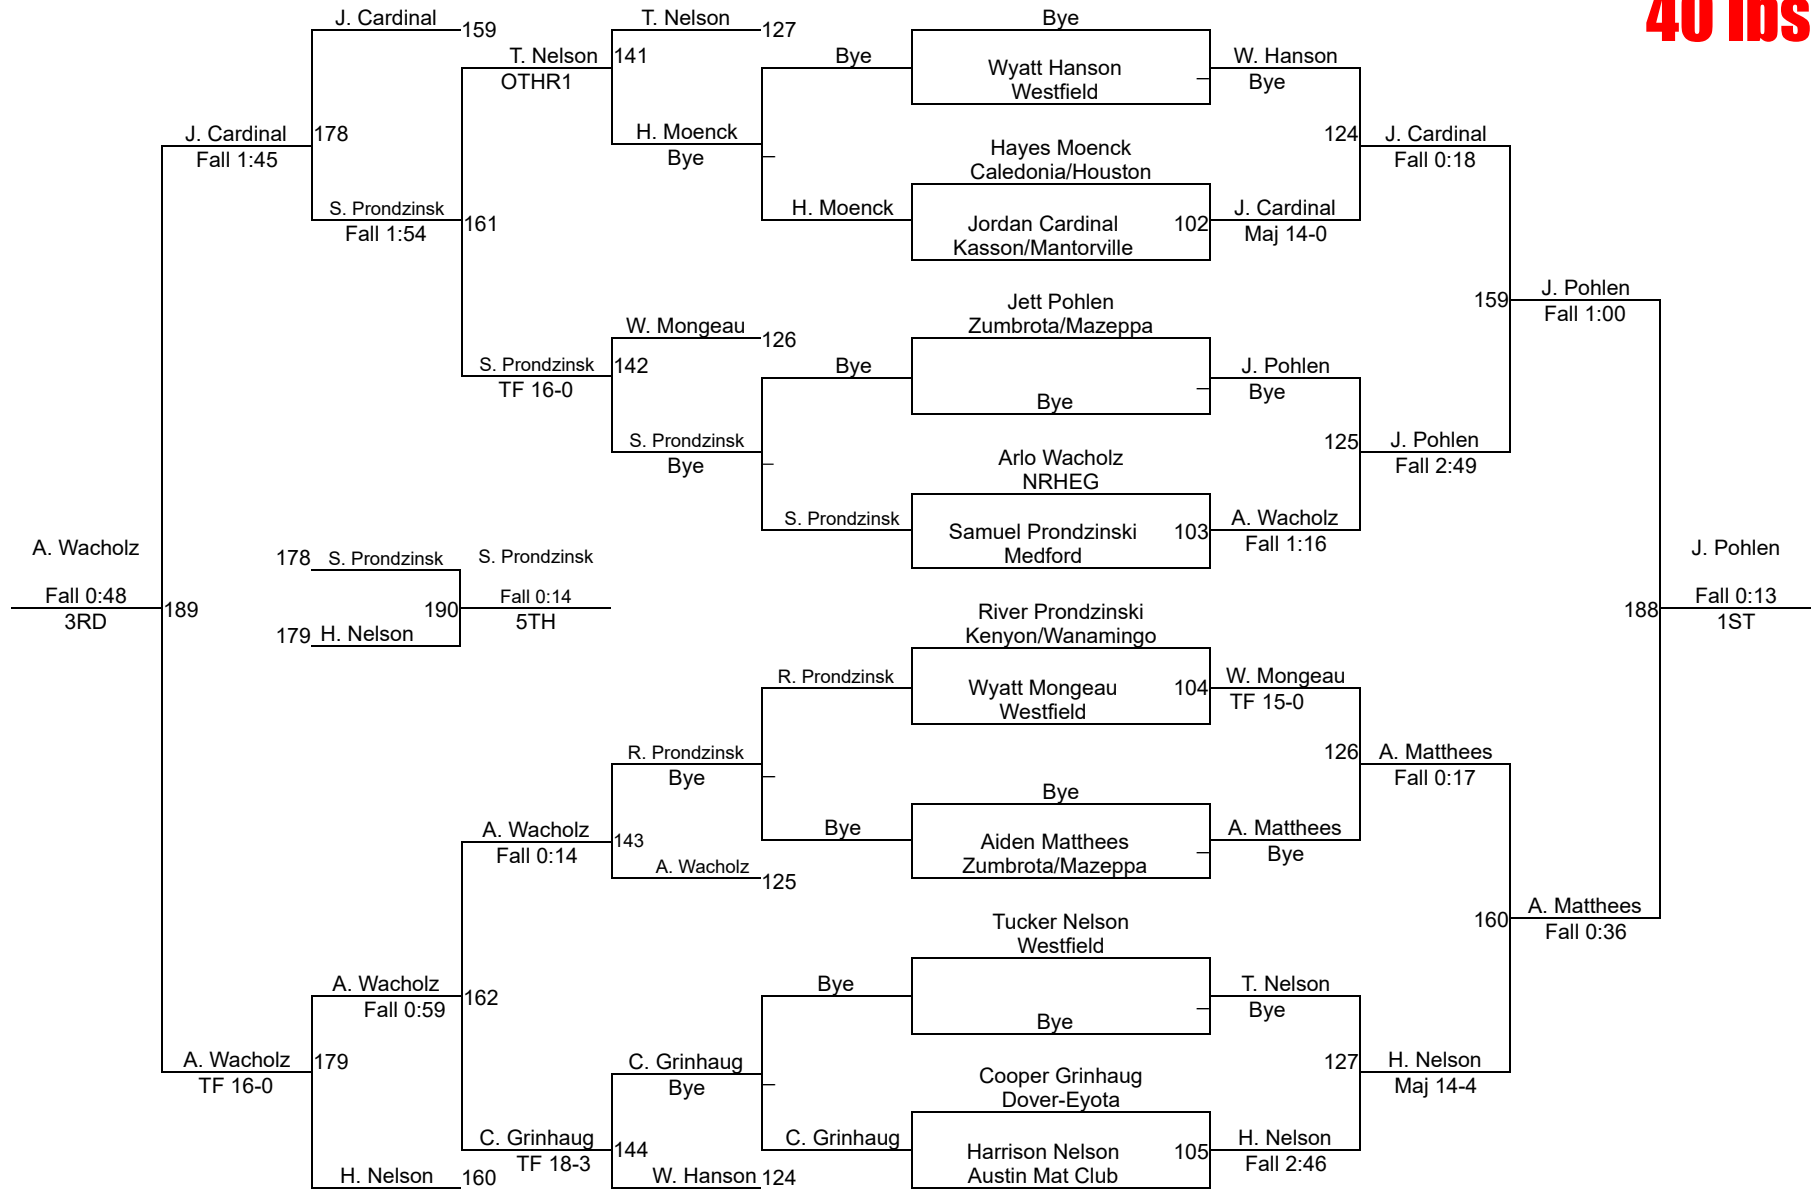 40 lbs
J. Cardinal
159
T. Nelson
127
Bye
T. Nelson
141
OTHR1
Bye
Wyatt Hanson
Westfield
W. Hanson
Bye
J. Cardinal
178
Fall 1:45
H. Moenck
Bye
Hayes Moenck
Caledonia/Houston
124
J. Cardinal
Fall 0:18
S. Prondzinsk
161
Fall 1:54
H. Moenck
Jordan Cardinal
Kasson/Mantorville
102
J. Cardinal
Maj 14-0
Jett Pohlen
Zumbrota/Mazeppa
159
J. Pohlen
Fall 1:00
W. Mongeau
126
S. Prondzinsk
142
TF 16-0
Bye
Bye
J. Pohlen
Bye
S. Prondzinsk
Bye
Arlo Wacholz
NRHEG
125
J. Pohlen
Fall 2:49
S. Prondzinsk
Samuel Prondzinski
Medford
103
A. Wacholz
Fall 1:16
A. Wacholz
Fall 0:48
3RD
189
178
S. Prondzinsk
179
H. Nelson
190
S. Prondzinsk
Fall 0:14
5TH
J. Pohlen
188
Fall 0:13
1ST
River Prondzinski
Kenyon/Wanamingo
R. Prondzinsk
Wyatt Mongeau
Westfield
104
W. Mongeau
TF 15-0
R. Prondzinsk
Bye
126
A. Matthees
Fall 0:17
Bye
A. Wacholz
143
Fall 0:14
Bye
Aiden Matthees
Zumbrota/Mazeppa
A. Matthees
Bye
A. Wacholz
125
160
A. Matthees
Fall 0:36
Tucker Nelson
Westfield
A. Wacholz
162
Fall 0:59
Bye
Bye
T. Nelson
Bye
A. Wacholz
179
TF 16-0
C. Grinhaug
Bye
Cooper Grinhaug
Dover-Eyota
127
H. Nelson
Maj 14-4
C. Grinhaug
144
TF 18-3
C. Grinhaug
Harrison Nelson
Austin Mat Club
105
H. Nelson
Fall 2:46
H. Nelson
160
W. Hanson
124